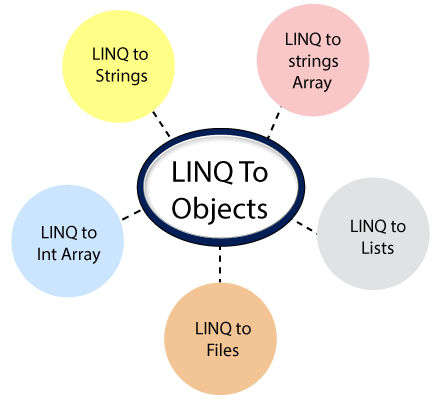 LINQ to
Strings
LINQ to
strings
Array
LINQ To
Objects
LINQ to
Int Array
LINQ to
Lists
LINQ to
Files